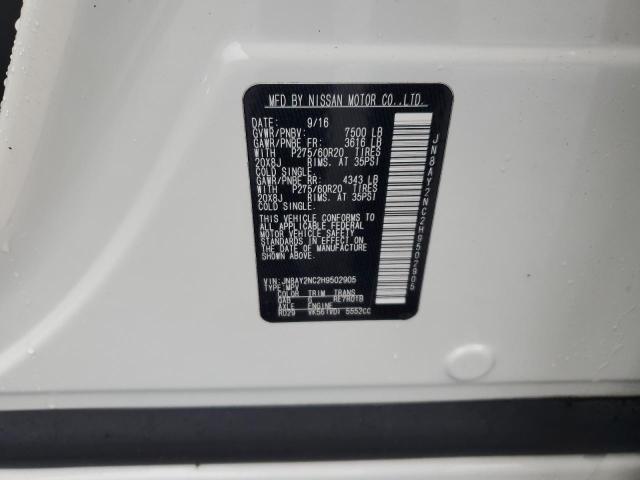 MFD BY NISSAN MOTOR CO.,LTD.
DATE: 9/16
GVWR/PNBV: 7500 LB
GAWR/PNBE FR: 3616 LB
WITH P275/60R20 TIRES
20X8J RIMS. AT 35PSI
COLD SINGLE.
GAWR/PNBE RR: 4343 LB
WITH P275/60R20 TIRES
20X8J RIMS. AT 35PSI
COLD SINGLE.
THIS VEHICLE CONFORMS TO
ALL APPLICABLE FEDERAL
MOTOR VEHICLE SAFETY
STANDARDS IN EFFECT ON
THE DATE OF MANUFACTURE
SHOWN ABOVE.
VIN: JN8AY2NC2H9502905
TYPE: MPV
COLOR TRIM TRANS
QAB G RE7R01B
AXLE ENGINE
RD29 VK56(VD) 5552CC
JN8AY2NC2H9502905